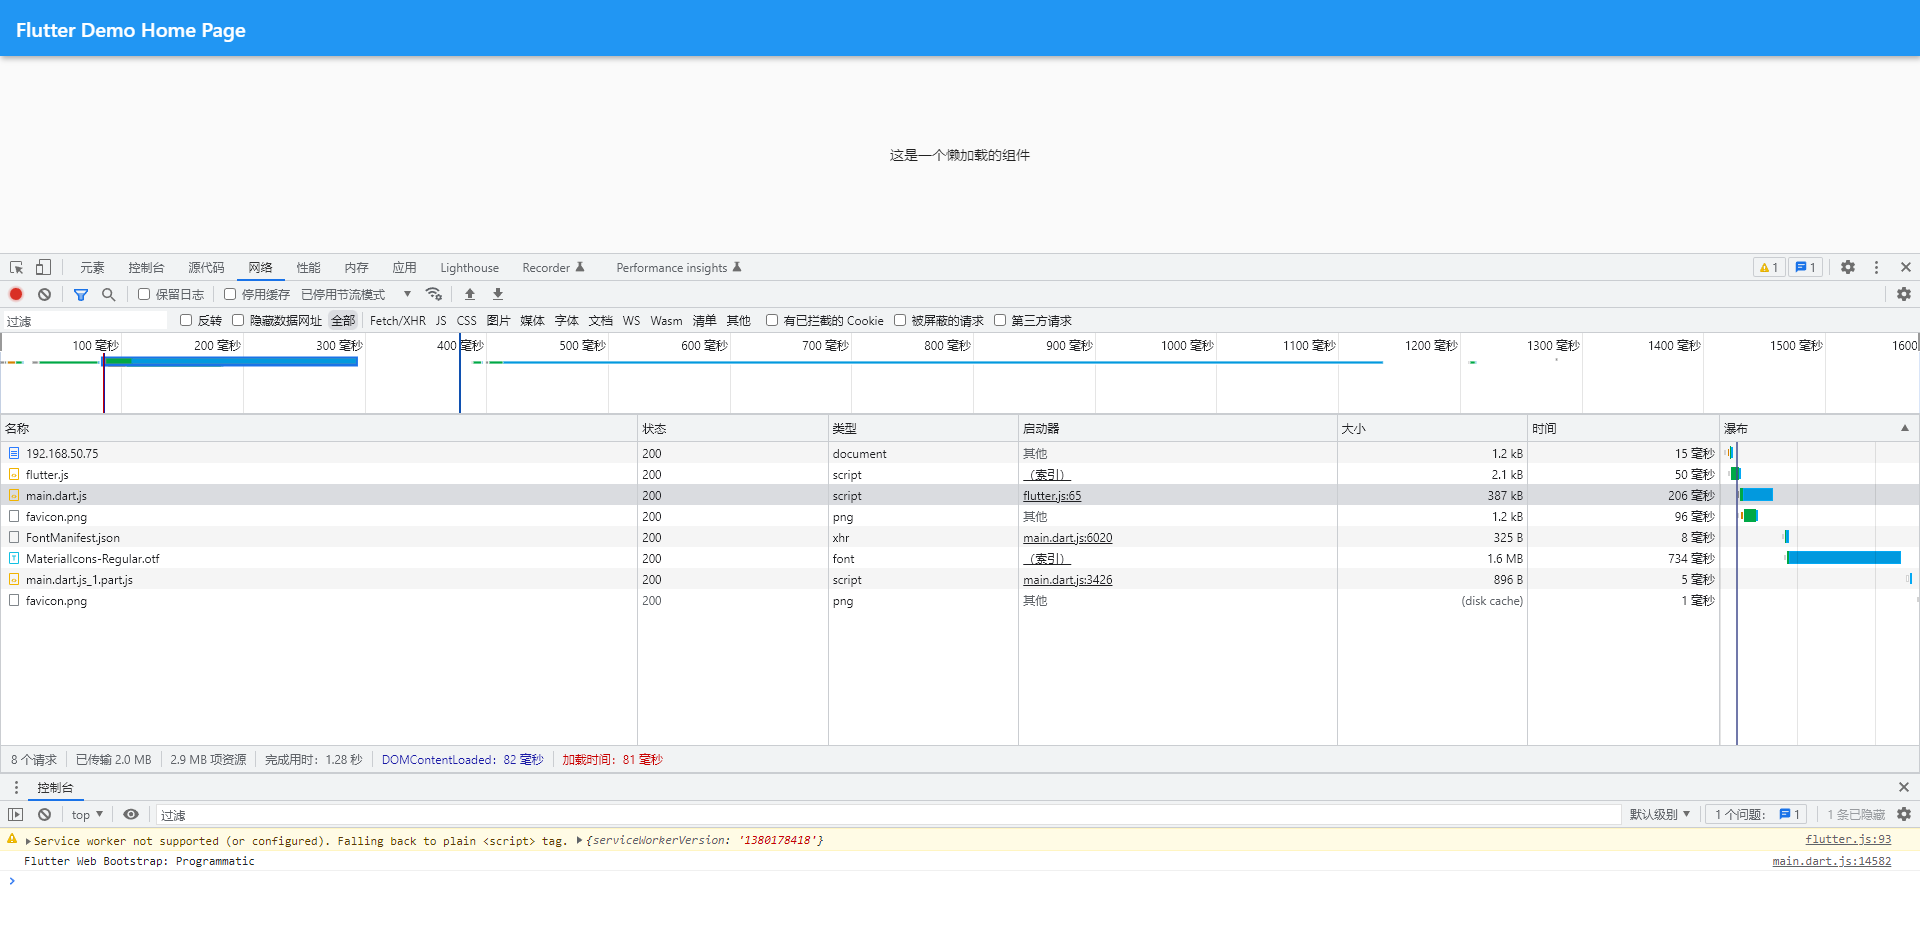 Flutter Demo Home Page
这是一个懒加载的组件
元素 控制台 源代码 网络 性能 内存 应用 Lighthouse Recorder Performance insights 1 1
保留日志 停用缓存 已停用节流模式
过滤 反转 隐藏数据网址 全部 Fetch/XHR JS CSS 图片 媒体 字体 文档 WS Wasm 清单 其他 有已拦截的 Cookie 被屏蔽的请求 第三方请求
100 毫秒 200 毫秒 300 毫秒 400 毫秒 500 毫秒 600 毫秒 700 毫秒 800 毫秒 900 毫秒 1000 毫秒 1100 毫秒 1200 毫秒 1300 毫秒 1400 毫秒 1500 毫秒 1600
名称 状态 类型 启动器 大小 时间 瀑布
192.168.50.75 200 document 其他 1.2 kB 15 毫秒
flutter.js 200 script （索引） 2.1 kB 50 毫秒
main.dart.js 200 script flutter.js:65 387 kB 206 毫秒
favicon.png 200 png 其他 1.2 kB 96 毫秒
FontManifest.json 200 xhr main.dart.js:6020 325 B 8 毫秒
MaterialIcons-Regular.otf 200 font （索引） 1.6 MB 734 毫秒
main.dart.js_1.part.js 200 script main.dart.js:3426 896 B 5 毫秒
favicon.png 200 png 其他 (disk cache) 1 毫秒
8 个请求 已传输 2.0 MB 2.9 MB 项资源 完成用时：1.28 秒 DOMContentLoaded：82 毫秒 加载时间：81 毫秒
控制台
top 过滤 默认级别 1 个问题： 1 1 条已隐藏
Service worker not supported (or configured). Falling back to plain <script> tag. {serviceWorkerVersion: '1380178418'} flutter.js:93
Flutter Web Bootstrap: Programmatic main.dart.js:14582